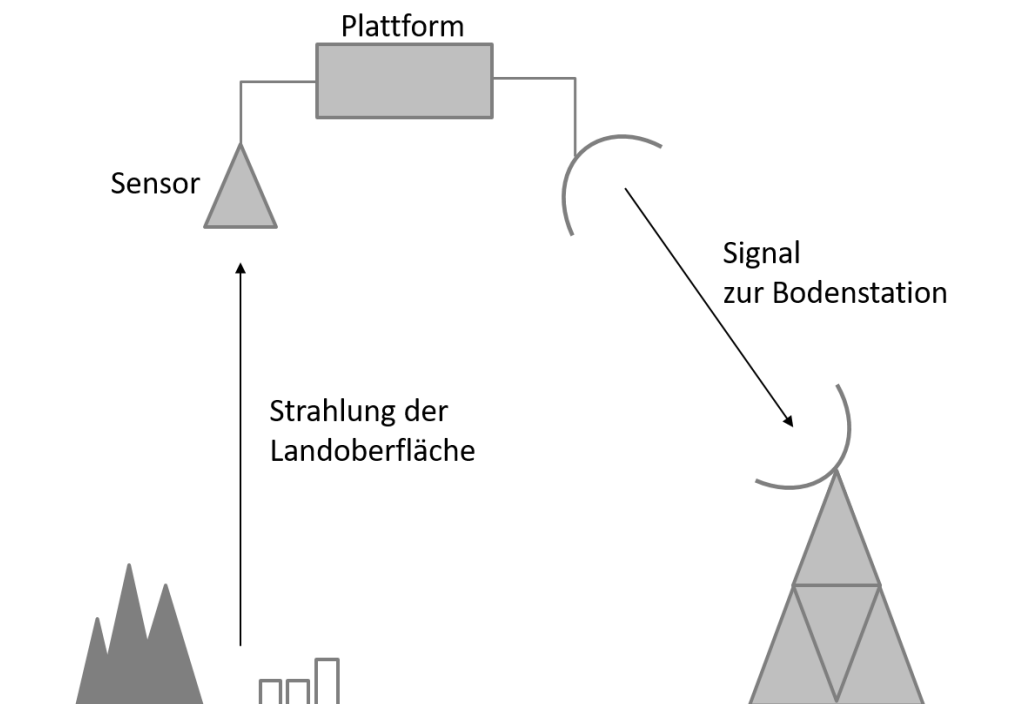 Plattform
Sensor
Signal
zur Bodenstation
Strahlung der
Landoberfläche